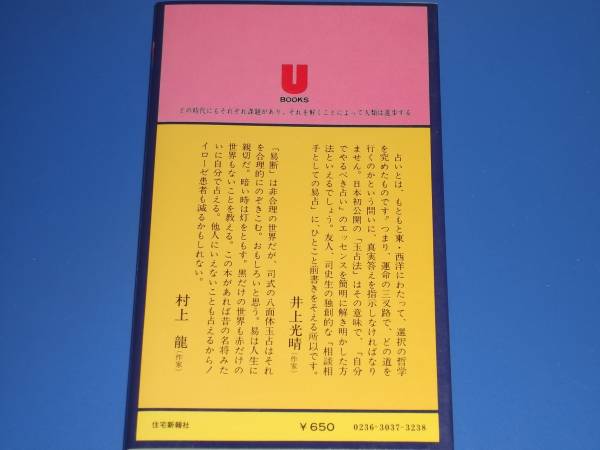 U
BOOKS
どの時代にもそれぞれ課題があり、それを解くことによって人類は進歩する
占いとは、もともと東・西洋にわたって、選択の哲学
を究めたものです。つまり、運命の三叉路で、どの道を
行くのかという問いに、真実答えを指示しなければなり
ません。日本初公開の「玉占法」はその意味で、「自分
でやるべき占い」のエッセンスを簡明に解き明かした方
法といえるでしょう。友人、司史生の独創的な「相談相
手としての易占」に、ひとこと前書きをそえる所以です。
井上光晴(作家)
「易断」は非合理の世界だが、司式の八面体玉占はそれ
を合理的にのぞきこむ。おもしろいと思う。易は人生に
親切だ。暗い時は灯をともす。黒だけの世界も赤だけの
世界もないことを教える。この本があれば昔の名将みた
いに自分で占える。他人にいえないことも占えるからノ
イローゼ患者も減るかもしれない。
村上 龍(作家)
住宅新報社
¥650
0236-3037-3238